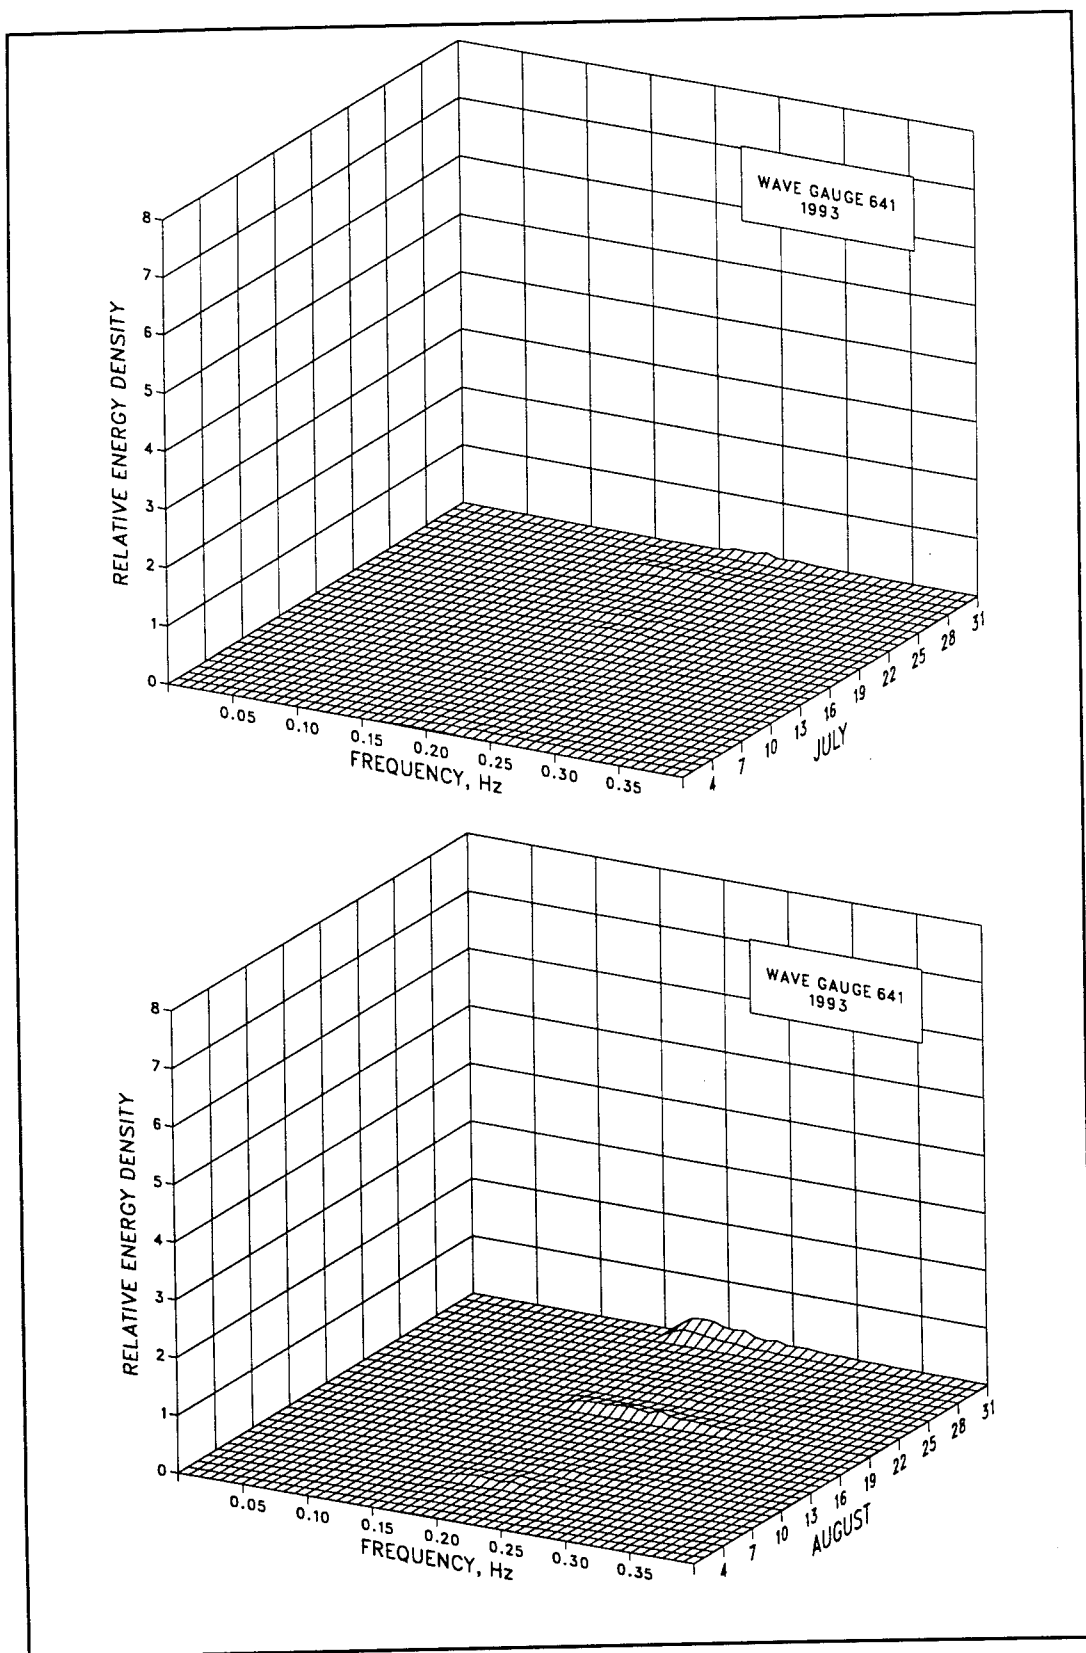 WAVE GAUGE 641
1993
8
7
6
5
4
3
2
1
0
RELATIVE ENERGY DENSITY
0.05 0.10 0.15 0.20 0.25 0.30 0.35
FREQUENCY, Hz
4 7 10 13 16 19 22 25 28 31
JULY
WAVE GAUGE 641
1993
8
7
6
5
4
3
2
1
0
RELATIVE ENERGY DENSITY
0.05 0.10 0.15 0.20 0.25 0.30 0.35
FREQUENCY, Hz
4 7 10 13 16 19 22 25 28 31
AUGUST